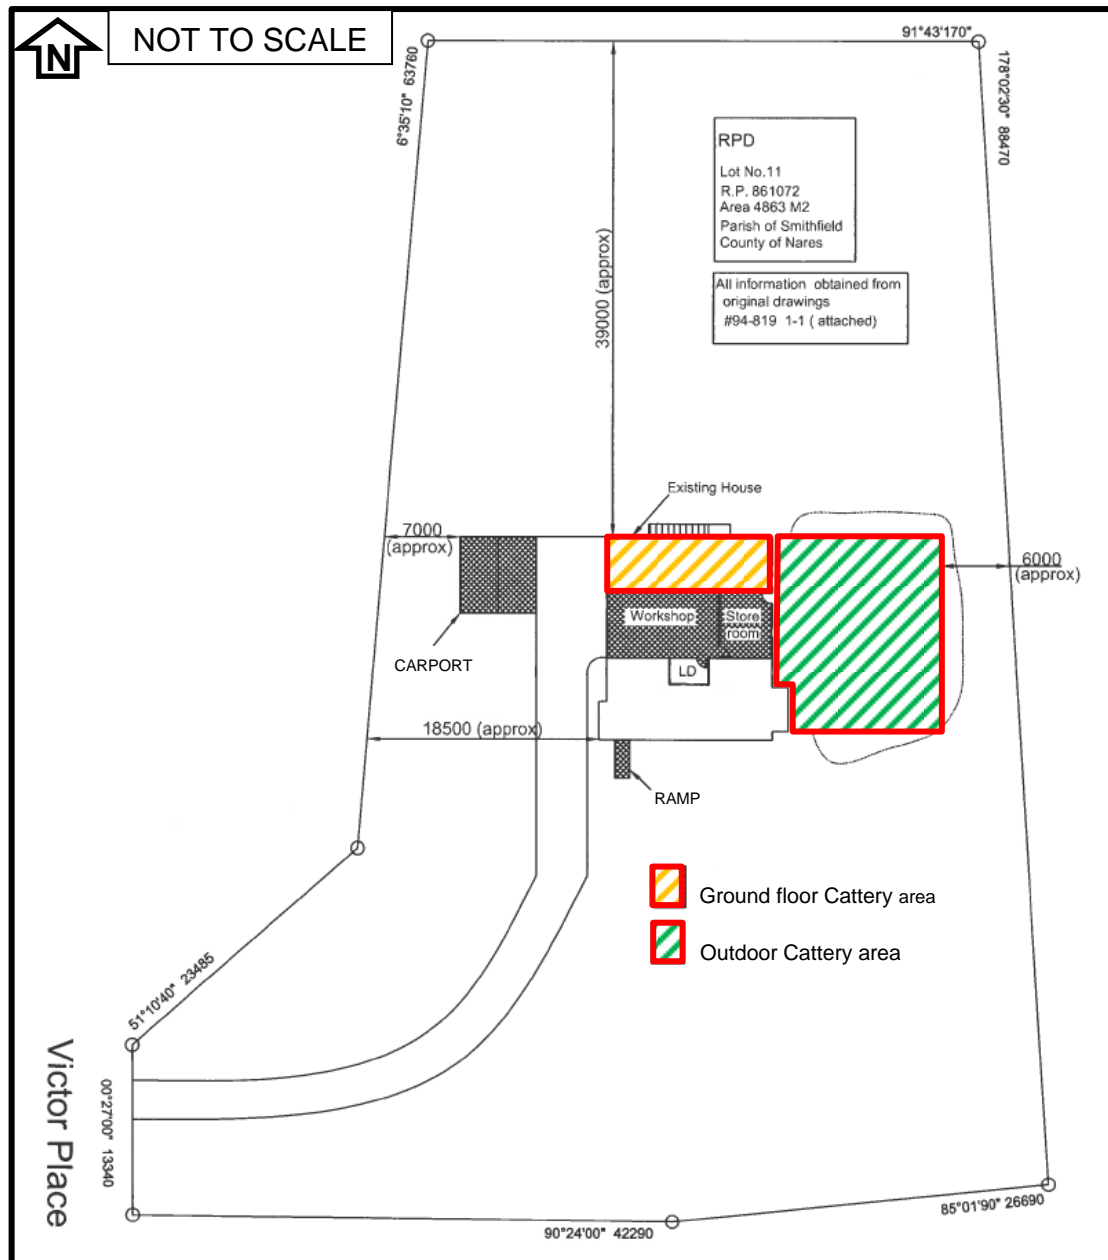 N
NOT TO SCALE
91°43'170"
6°35'10" 63760
178°02'30" 88470
RPD
Lot No.11
R.P. 861072
Area 4863 M2
Parish of Smithfield
County of Nares
All information obtained from
original drawings
#94-819 1-1 ( attached)
39000 (approx)
Existing House
7000
(approx)
6000
(approx)
Workshop
Store
room
CARPORT
LD
18500 (approx)
RAMP
Ground floor Cattery area
Outdoor Cattery area
51°10'40" 23485
Victor Place
00°27'00" 13340
90°24'00" 42290
85°01'90" 26690